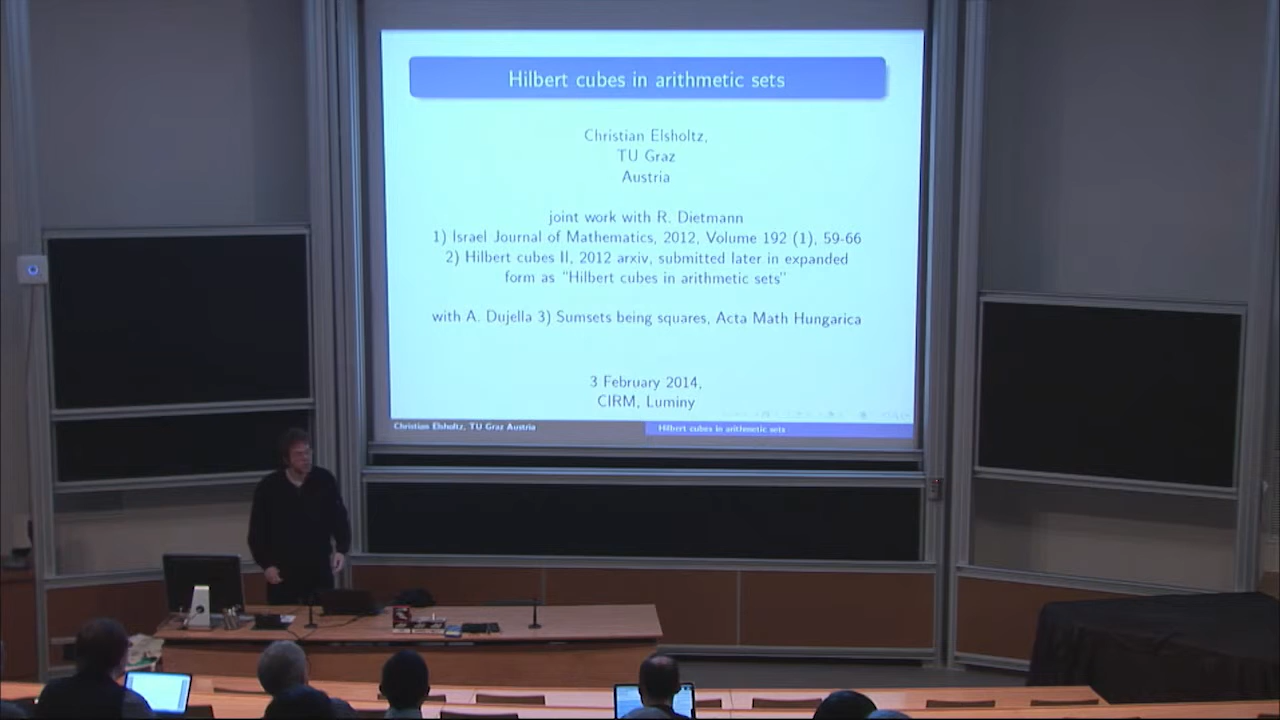 Hilbert cubes in arithmetic sets
Christian Elsholtz,
TU Graz
Austria
joint work with R. Dietmann
1) Israel Journal of Mathematics, 2012, Volume 192 (1), 59-66
2) Hilbert cubes II, 2012 arxiv, submitted later in expanded
form as "Hilbert cubes in arithmetic sets"
with A. Dujella 3) Sumsets being squares, Acta Math Hungarica
3 February 2014,
CIRM, Luminy
Christian Elsholtz, TU Graz Austria
Hilbert cubes in arithmetic sets